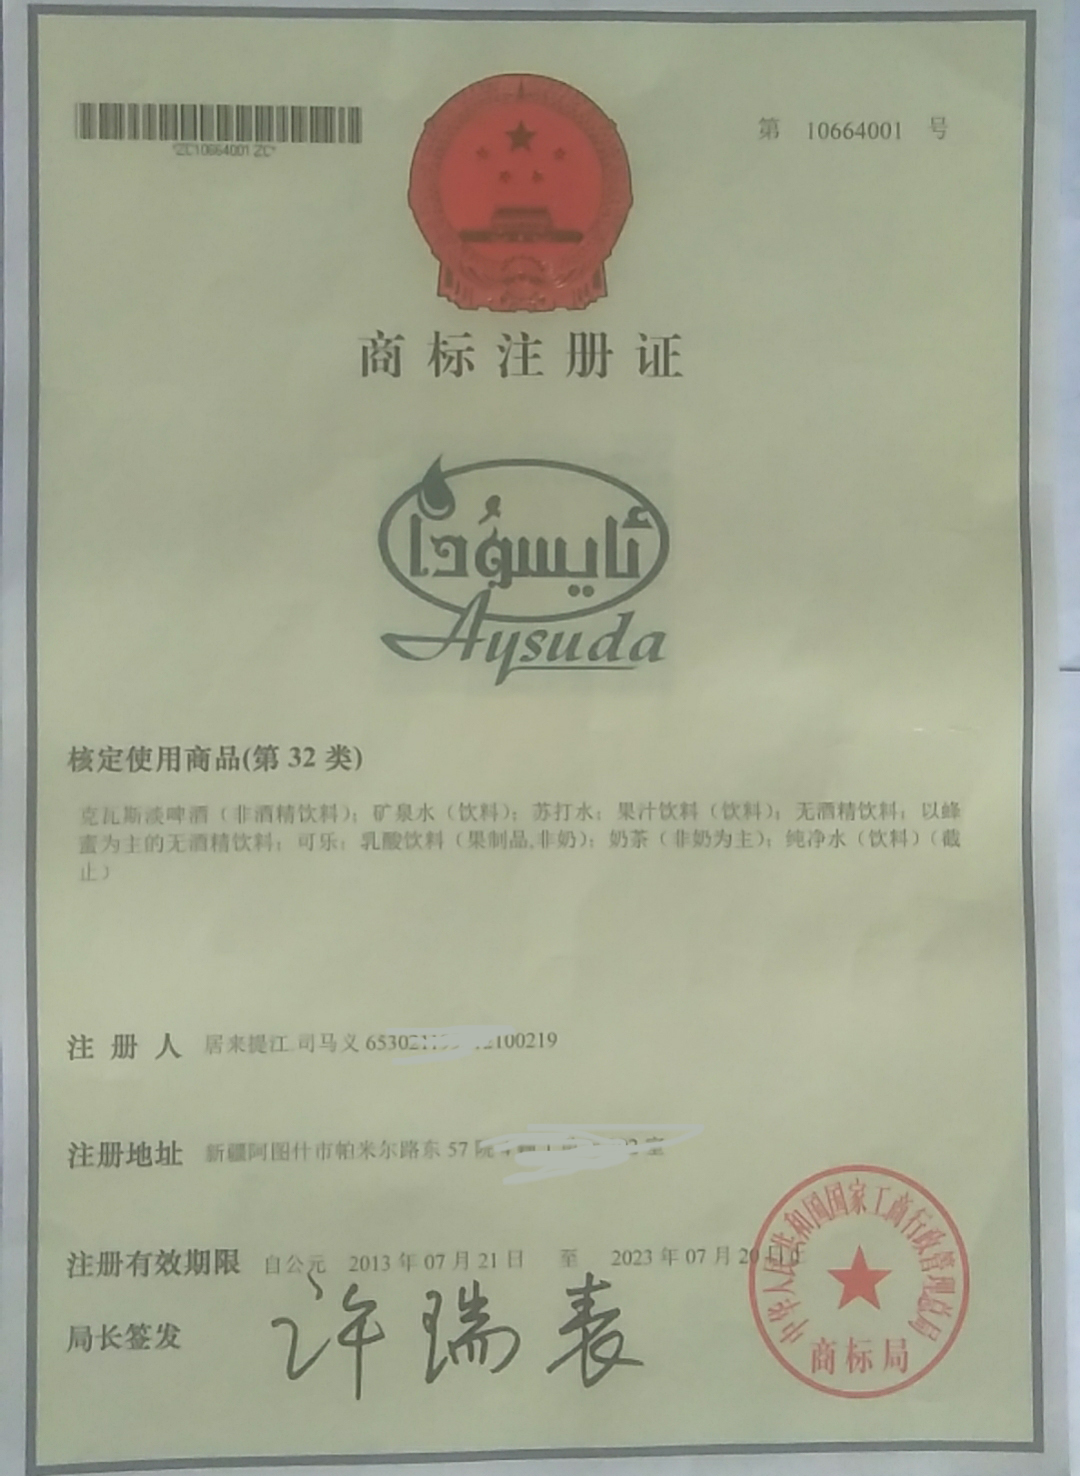 第 10664001 号
*ZC10664001ZC*
商标注册证
ئايسۇدا
Aysuda
核定使用商品(第 32 类)
克瓦斯淡啤酒（非酒精饮料）；矿泉水（饮料）；苏打水；果汁饮料（饮料）；无酒精饮料；以蜂
蜜为主的无酒精饮料；可乐；乳酸饮料（果制品,非奶）；奶茶（非奶为主）；纯净水（饮料）（截
止）
注 册 人 居来提江.司马义
注册地址 新疆阿图什市帕米尔路东 57 院 室
注册有效期限 自公元 2013 年 07 月 21 日 至 2023 年 07 月 20 日止
局长签发 许瑞表
中华人民共和国国家工商行政管理总局
商标局